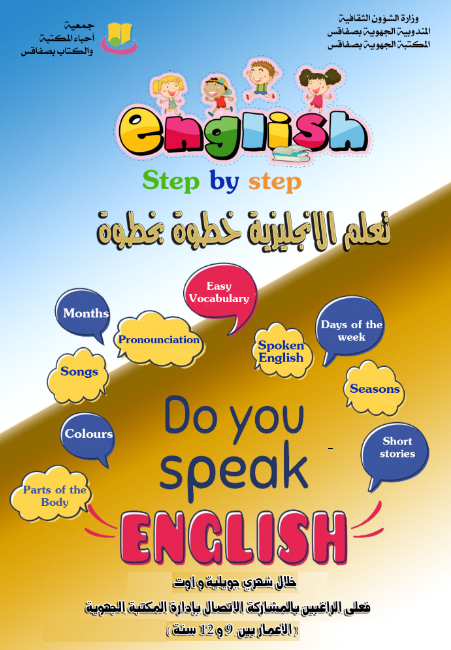 وزارة الشؤون الثقافية
المندوبية الجهوية بصفاقس
المكتبة الجهوية بصفاقس
جمعية
أحباء المكتبة
والكتاب بصفاقس
english
Step by step
تعلم الانجليزية خطوة بخطوة
Easy
Vocabulary
Months
Pronounciation
Spoken
English
Days of the
week
Songs
Seasons
Colours
Short
stories
Parts of the
Body
Do you
speak
ENGLISH
خلال شهري جويلية و أوت
فعلى الراغبين بالمشاركة الاتصال بإدارة المكتبة الجهوية
( الأعمار بين 9 و 12 سنة )